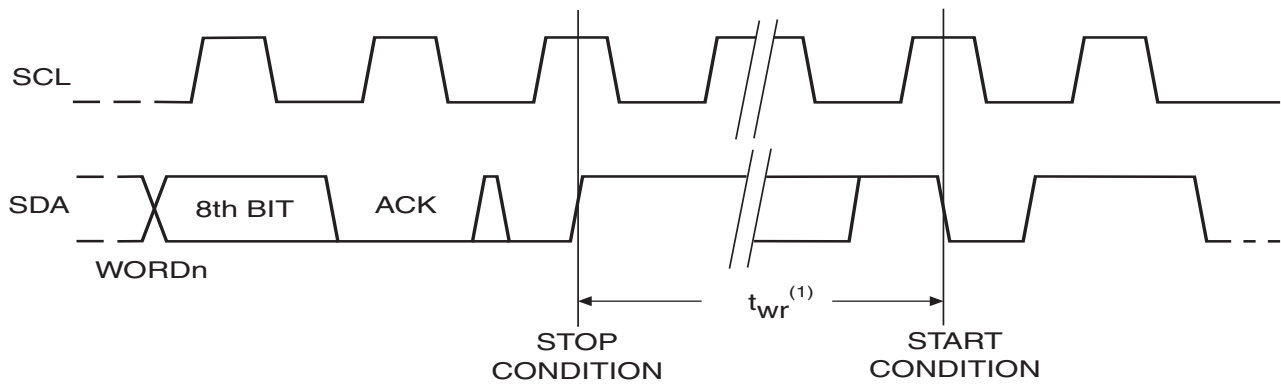 SCL
SDA
8th BIT
ACK
WORDn
twr(1)
STOP
CONDITION
START
CONDITION